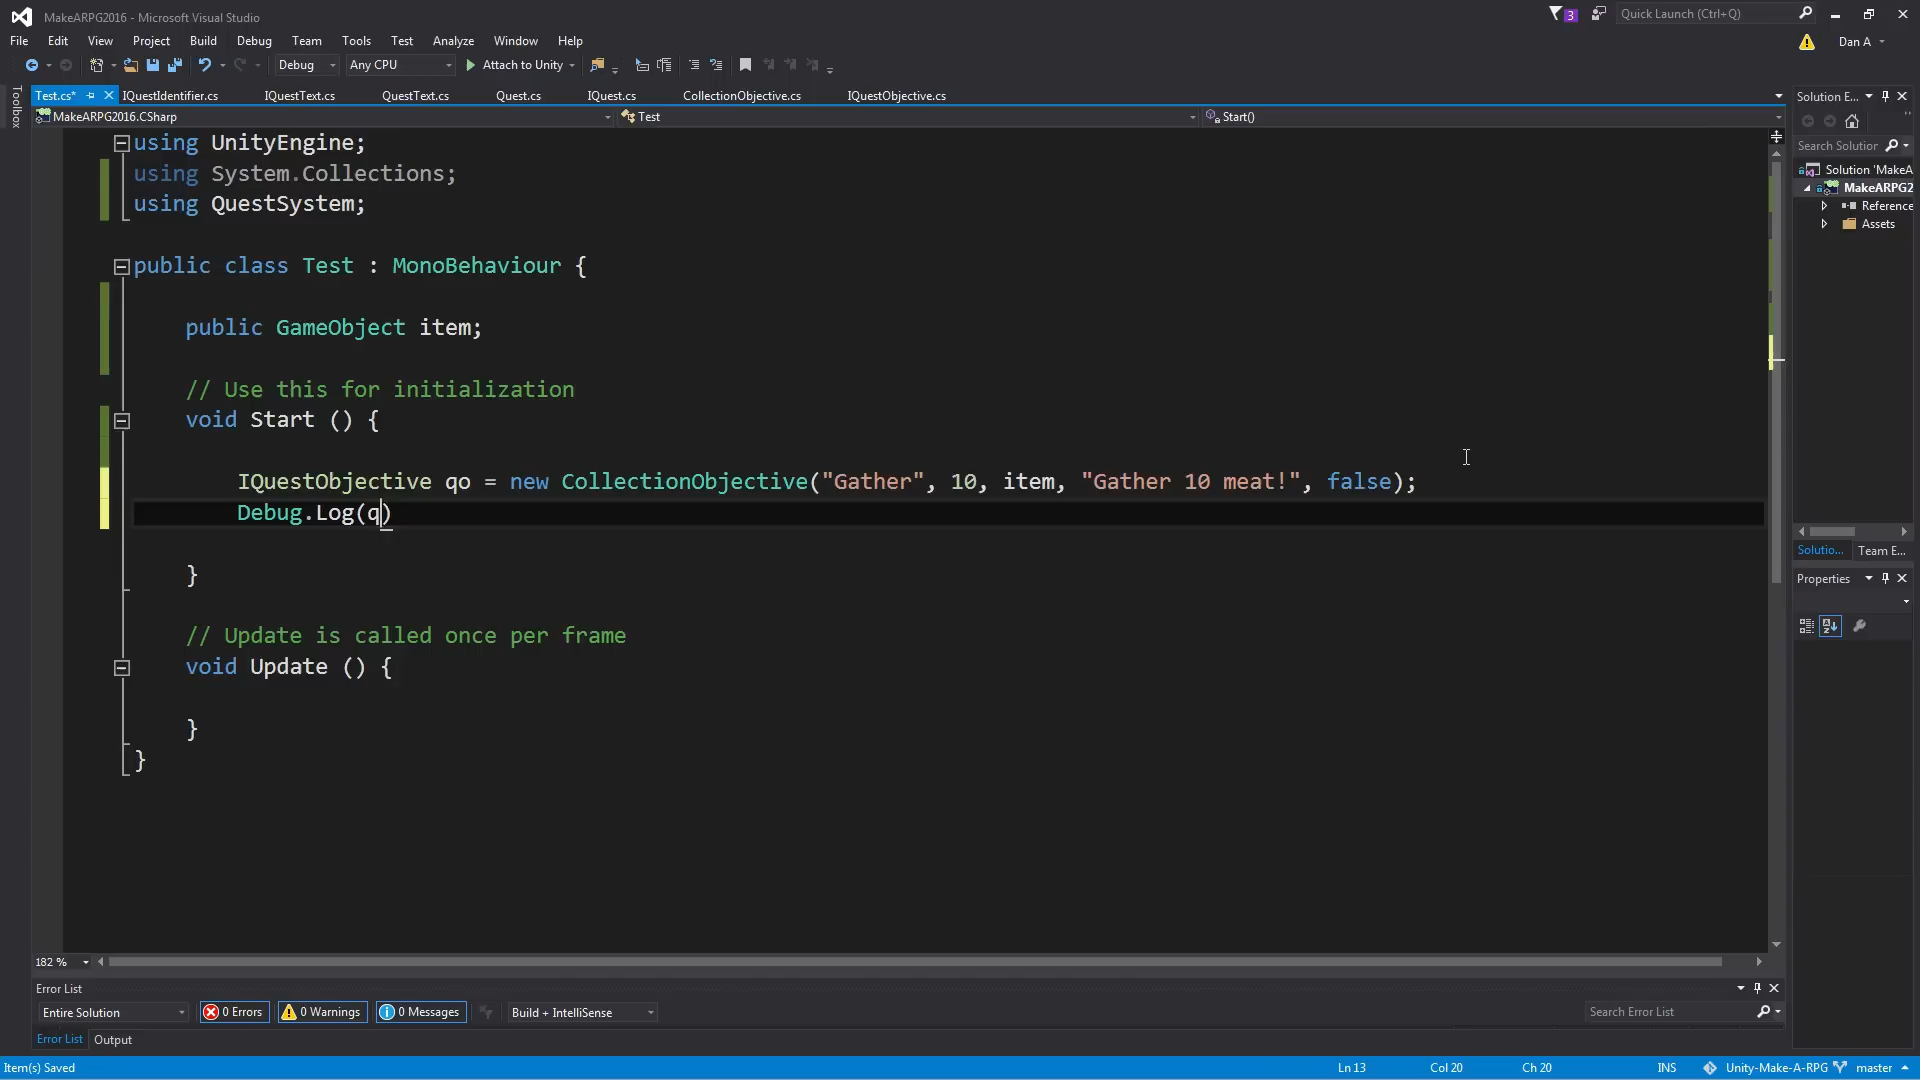 MakeARPG2016 - Microsoft Visual Studio
3
Quick Launch (Ctrl+Q)
File Edit View Project Build Debug Team Tools Test Analyze Window Help
Dan A
Debug Any CPU Attach to Unity
Toolbox
Test.cs* IQuestIdentifier.cs IQuestText.cs QuestText.cs Quest.cs IQuest.cs CollectionObjective.cs IQuestObjective.cs
MakeARPG2016.CSharp Test Start()
using UnityEngine;
using System.Collections;
using QuestSystem;
public class Test : MonoBehaviour {
public GameObject item;
// Use this for initialization
void Start () {
IQuestObjective qo = new CollectionObjective("Gather", 10, item, "Gather 10 meat!", false);
Debug.Log(q)
}
// Update is called once per frame
void Update () {
}
}
182 %
Solution E...
Search Solution
Solution 'MakeA
MakeARPG2
Reference
Assets
Solutio... Team E...
Properties
Error List
Entire Solution 0 Errors 0 Warnings 0 Messages Build + IntelliSense Search Error List
Error List Output
Item(s) Saved Ln 13 Col 20 Ch 20 INS Unity-Make-A-RPG master